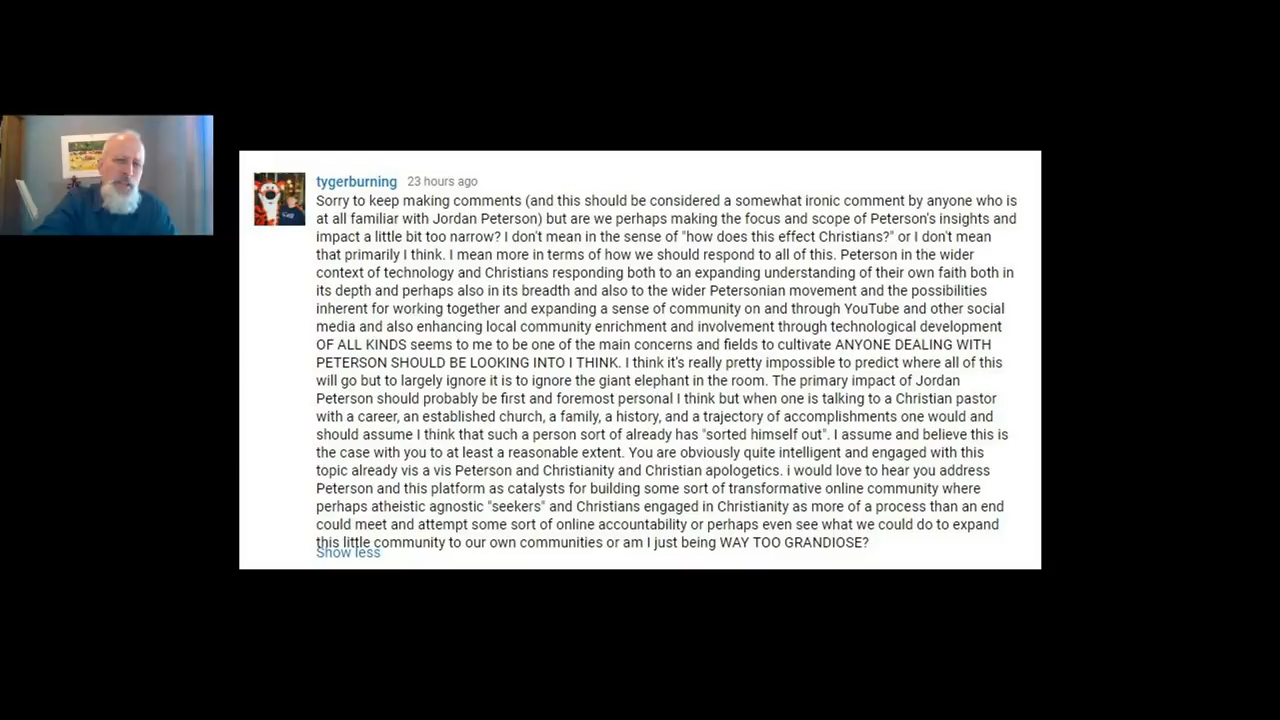 tygerburning 23 hours ago
Sorry to keep making comments (and this should be considered a somewhat ironic comment by anyone who is
at all familiar with Jordan Peterson) but are we perhaps making the focus and scope of Peterson's insights and
impact a little bit too narrow? I don't mean in the sense of "how does this effect Christians?" or I don't mean
that primarily I think. I mean more in terms of how we should respond to all of this. Peterson in the wider
context of technology and Christians responding both to an expanding understanding of their own faith both in
its depth and perhaps also in its breadth and also to the wider Petersonian movement and the possibilities
inherent for working together and expanding a sense of community on and through YouTube and other social
media and also enhancing local community enrichment and involvement through technological development
OF ALL KINDS seems to me to be one of the main concerns and fields to cultivate ANYONE DEALING WITH
PETERSON SHOULD BE LOOKING INTO I THINK. I think it's really pretty impossible to predict where all of this
will go but to largely ignore it is to ignore the giant elephant in the room. The primary impact of Jordan
Peterson should probably be first and foremost personal I think but when one is talking to a Christian pastor
with a career, an established church, a family, a history, and a trajectory of accomplishments one would and
should assume I think that such a person sort of already has "sorted himself out". I assume and believe this is
the case with you to at least a reasonable extent. You are obviously quite intelligent and engaged with this
topic already vis a vis Peterson and Christianity and Christian apologetics. i would love to hear you address
Peterson and this platform as catalysts for building some sort of transformative online community where
perhaps atheistic agnostic "seekers" and Christians engaged in Christianity as more of a process than an end
could meet and attempt some sort of online accountability or perhaps even see what we could do to expand
this little community to our own communities or am I just being WAY TOO GRANDIOSE?
Show less